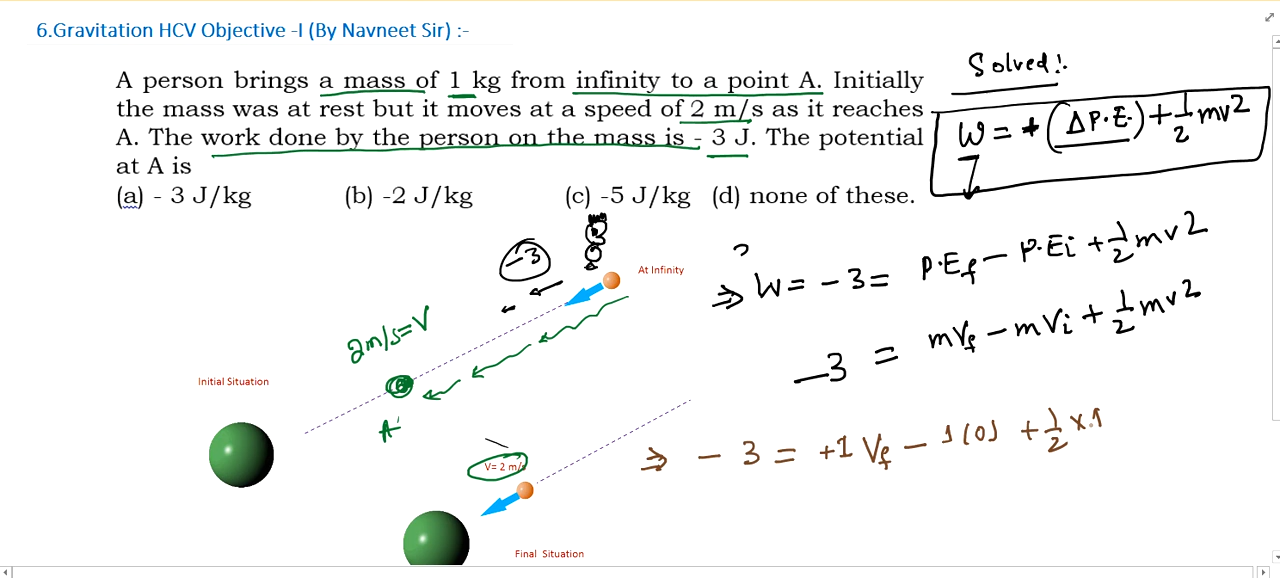 6.Gravitation HCV Objective -I (By Navneet Sir) :-
A person brings a mass of 1 kg from infinity to a point A. Initially
the mass was at rest but it moves at a speed of 2 m/s as it reaches
A. The work done by the person on the mass is - 3 J. The potential
at A is
(a) - 3 J/kg (b) -2 J/kg (c) -5 J/kg (d) none of these.
Solved!.
W = + (ΔP.E.) + 1/2 mv2
-3
At Infinity
?
⇒ W = - 3 = P.Ef - P.Ei + 1/2 mv2
2m/s=V
-3 = mVf - mVi + 1/2 mv2
Initial Situation
A
⇒ - 3 = +1 Vf - 1(0) + 1/2 x 1
V= 2 m/s
Final Situation